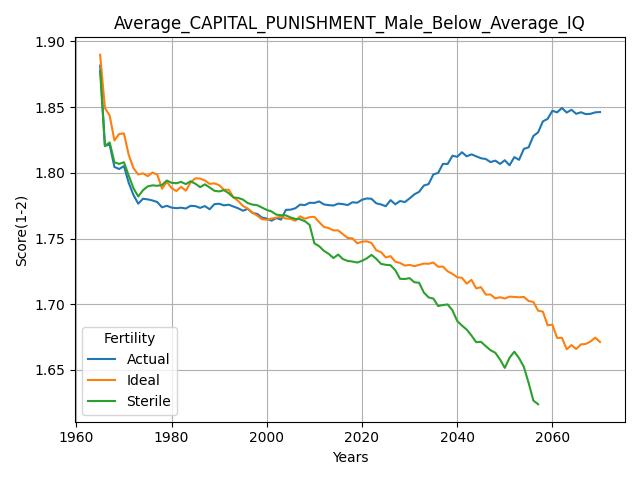 Average_CAPITAL_PUNISHMENT_Male_Below_Average_IQ
1.90
1.85
1.80
1.75
1.70
1.65
Score(1-2)
Fertility
Actual
Ideal
Sterile
1960 1980 2000 2020 2040 2060
Years